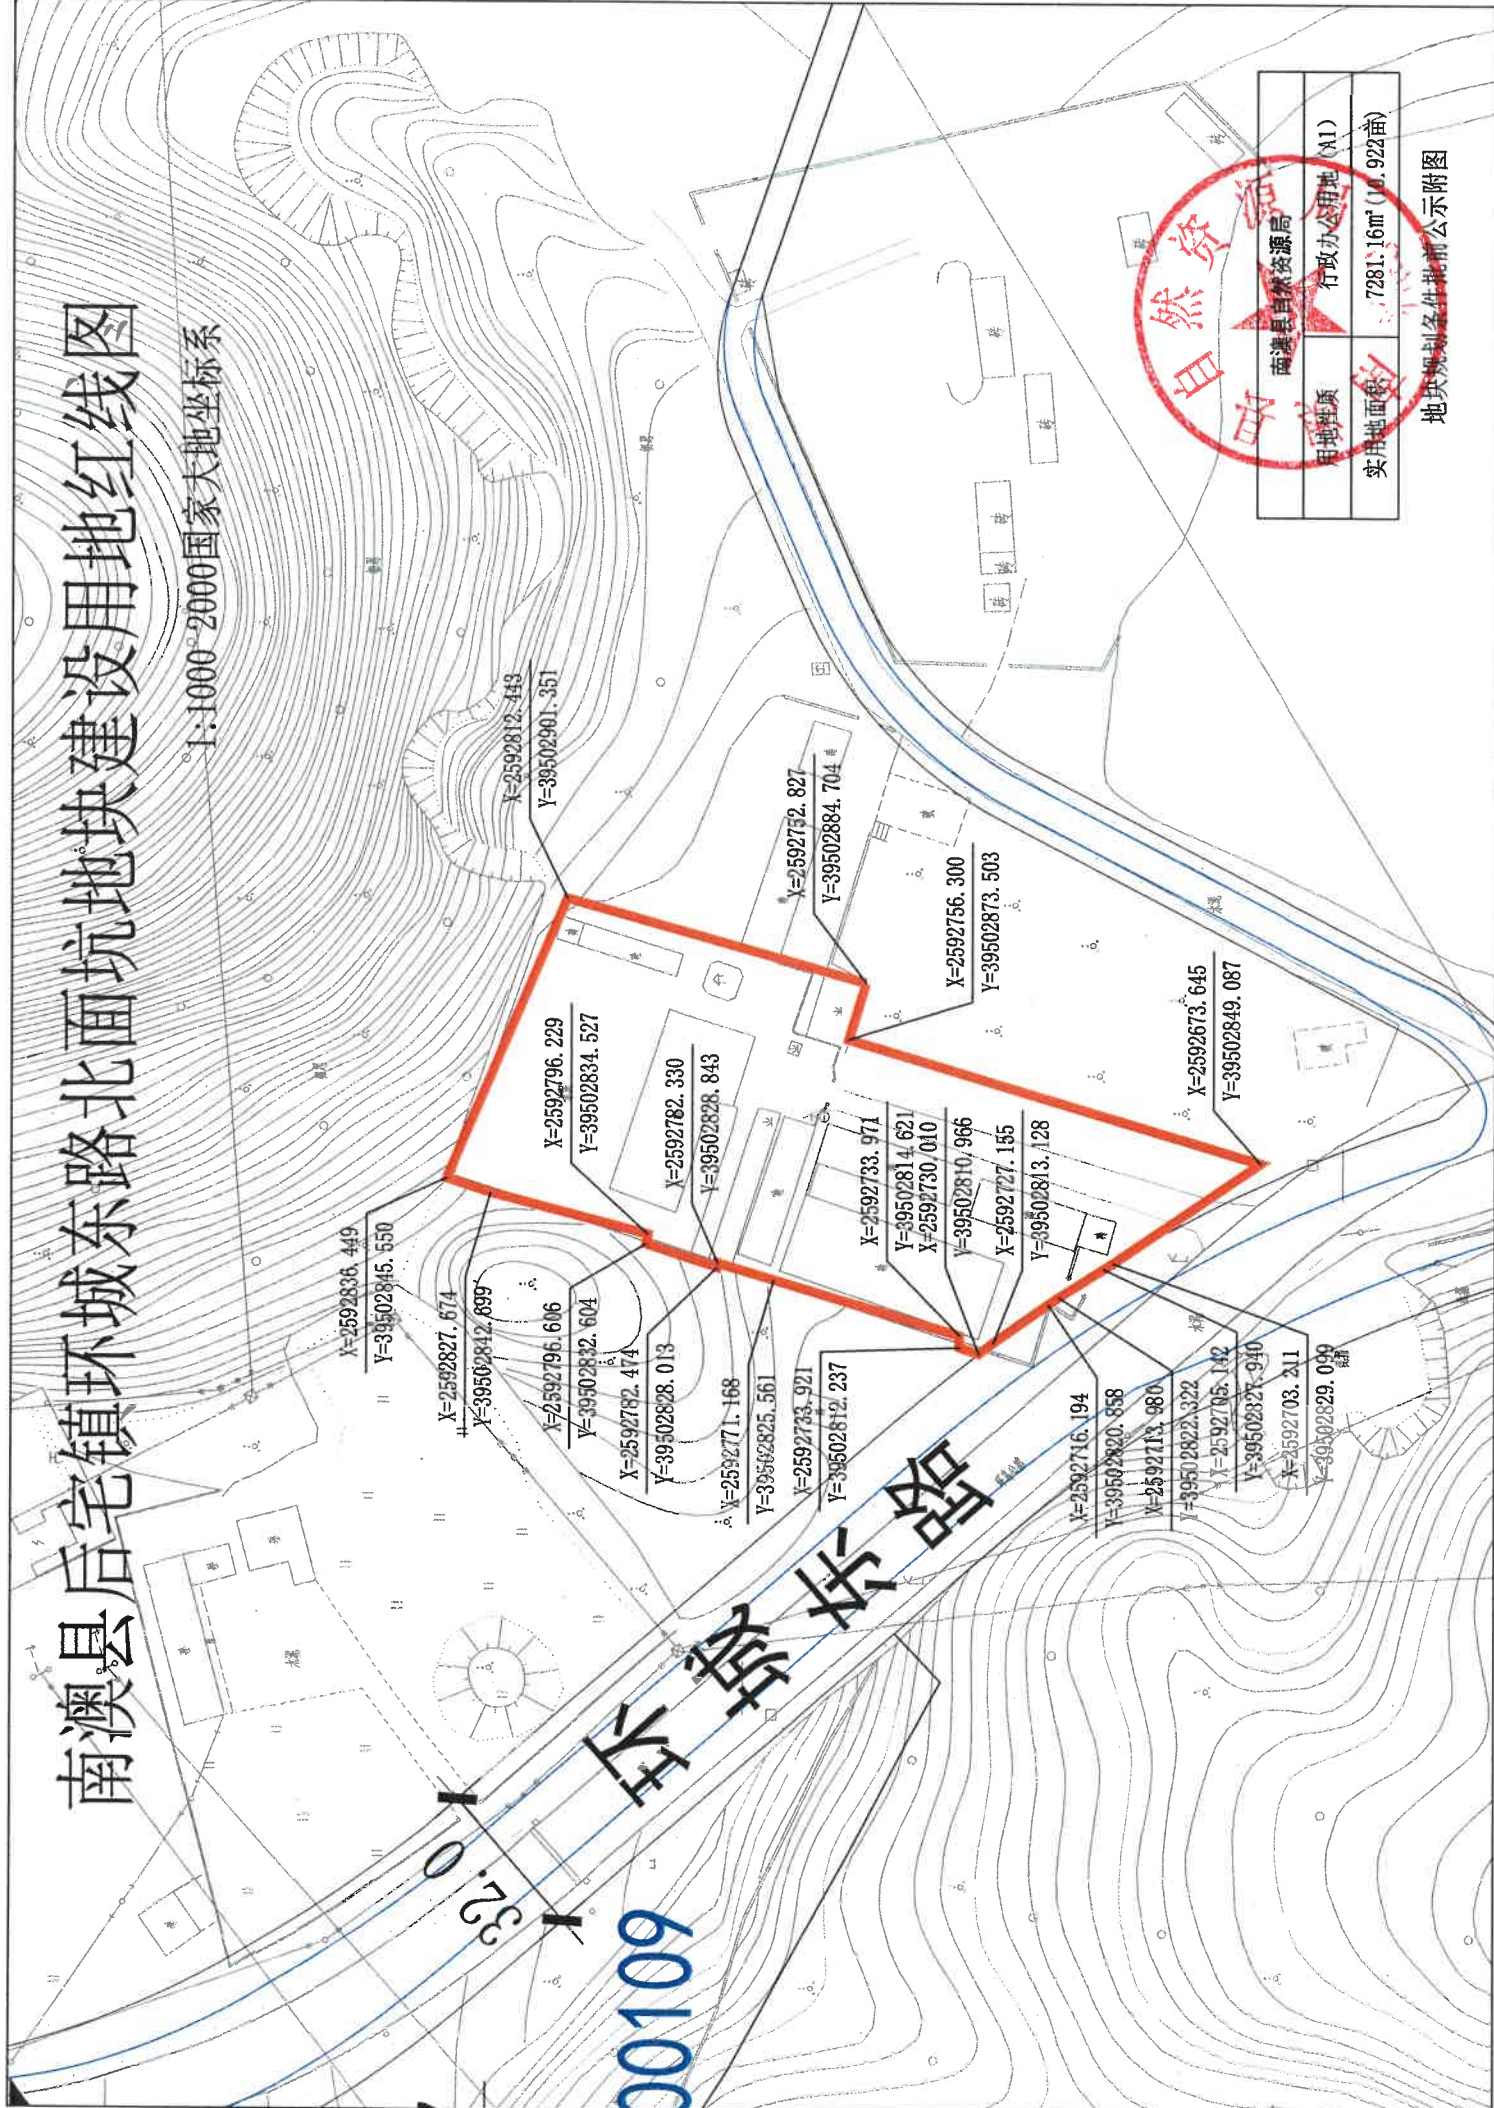 南澳县后宅镇环城东路北面坑地块建设用地红线图
1:1000 2000国家大地坐标系
X=2592836.449
Y=39502845.550
X=2592827.674
Y=39502842.699
X=2592796.606
Y=39502832.604
X=2592782.474
Y=39502828.013
X=2592771.168
Y=39502825.561
X=2592733.921
Y=39502812.237
X=2592716.194
Y=39502820.858
X=2592713.980
Y=39502822.322
X=2592705.142
Y=39502827.940
X=2592703.211
Y=39502829.099
X=2592796.229
Y=39502834.527
X=2592782.330
Y=39502828.843
X=2592733.971
Y=39502814.621
X=2592730.010
Y=39502810.966
X=2592727.155
Y=39502813.128
X=2592812.443
Y=39502901.351
X=2592752.827
Y=39502884.704
X=2592756.300
Y=39502873.503
X=2592673.645
Y=39502849.087
32.0
环城东路
00109
南澳县自然资源局
用地性质 行政办公用地(A1)
实用地面积 7281.16m²(10.922亩)
地块规划条件批前公示附图